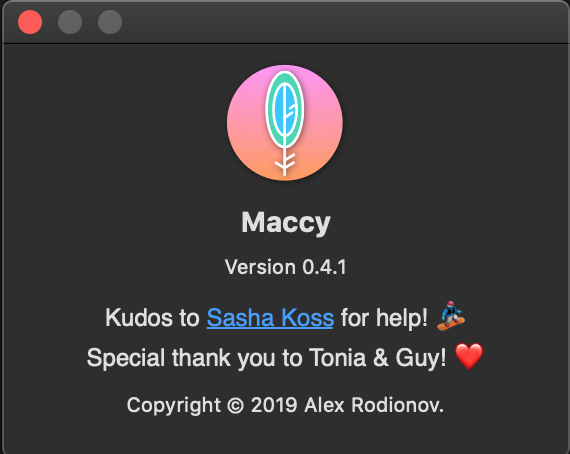 Maccy
Version 0.4.1
Kudos to Sasha Koss for help! 🏂
Special thank you to Tonia & Guy! ❤️
Copyright © 2019 Alex Rodionov.